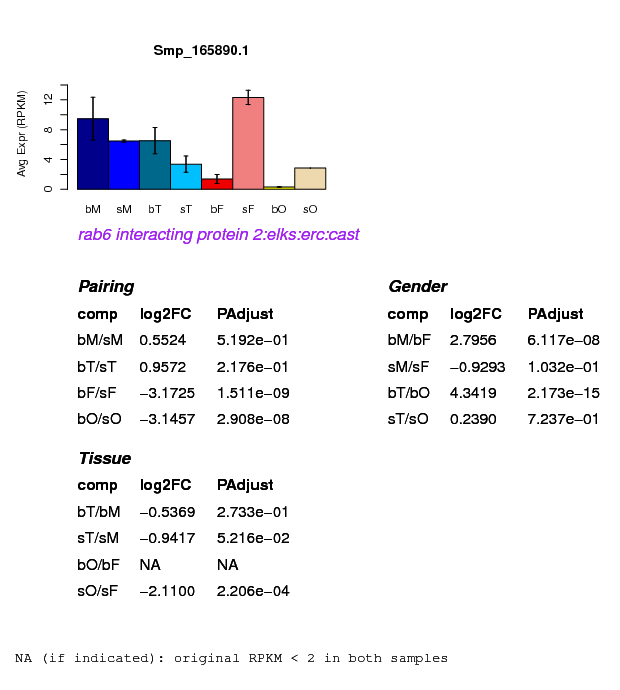 Smp_165890.1
Avg Expr (RPKM)
0 4 8 12
bM sM bT sT bF sF bO sO
rab6 interacting protein 2:elks:erc:cast
Pairing
comp log2FC PAdjust
bM/sM 0.5524 5.192e−01
bT/sT 0.9572 2.176e−01
bF/sF −3.1725 1.511e−09
bO/sO −3.1457 2.908e−08
Gender
comp log2FC PAdjust
bM/bF 2.7956 6.117e−08
sM/sF −0.9293 1.032e−01
bT/bO 4.3419 2.173e−15
sT/sO 0.2390 7.237e−01
Tissue
comp log2FC PAdjust
bT/bM −0.5369 2.733e−01
sT/sM −0.9417 5.216e−02
bO/bF NA NA
sO/sF −2.1100 2.206e−04
NA (if indicated): original RPKM < 2 in both samples